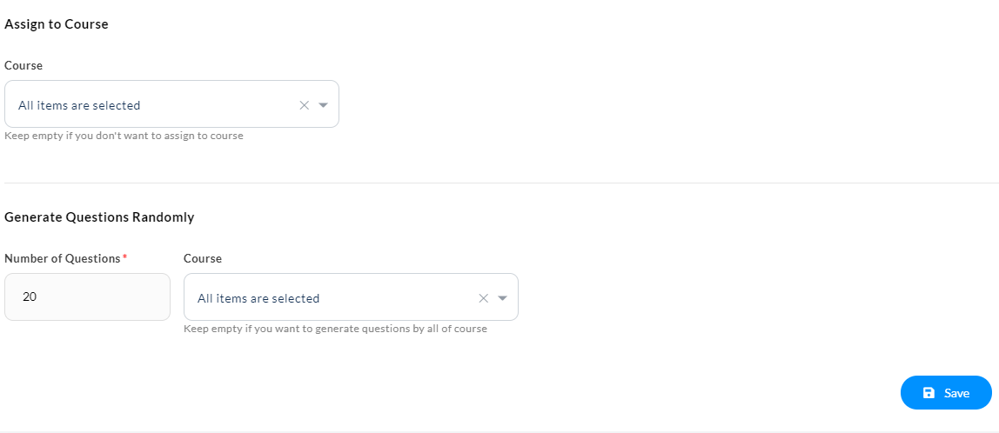 Assign to Course
Course
All items are selected
Keep empty if you don't want to assign to course
Generate Questions Randomly
Number of Questions* Course
20 All items are selected
Keep empty if you want to generate questions by all of course
Save